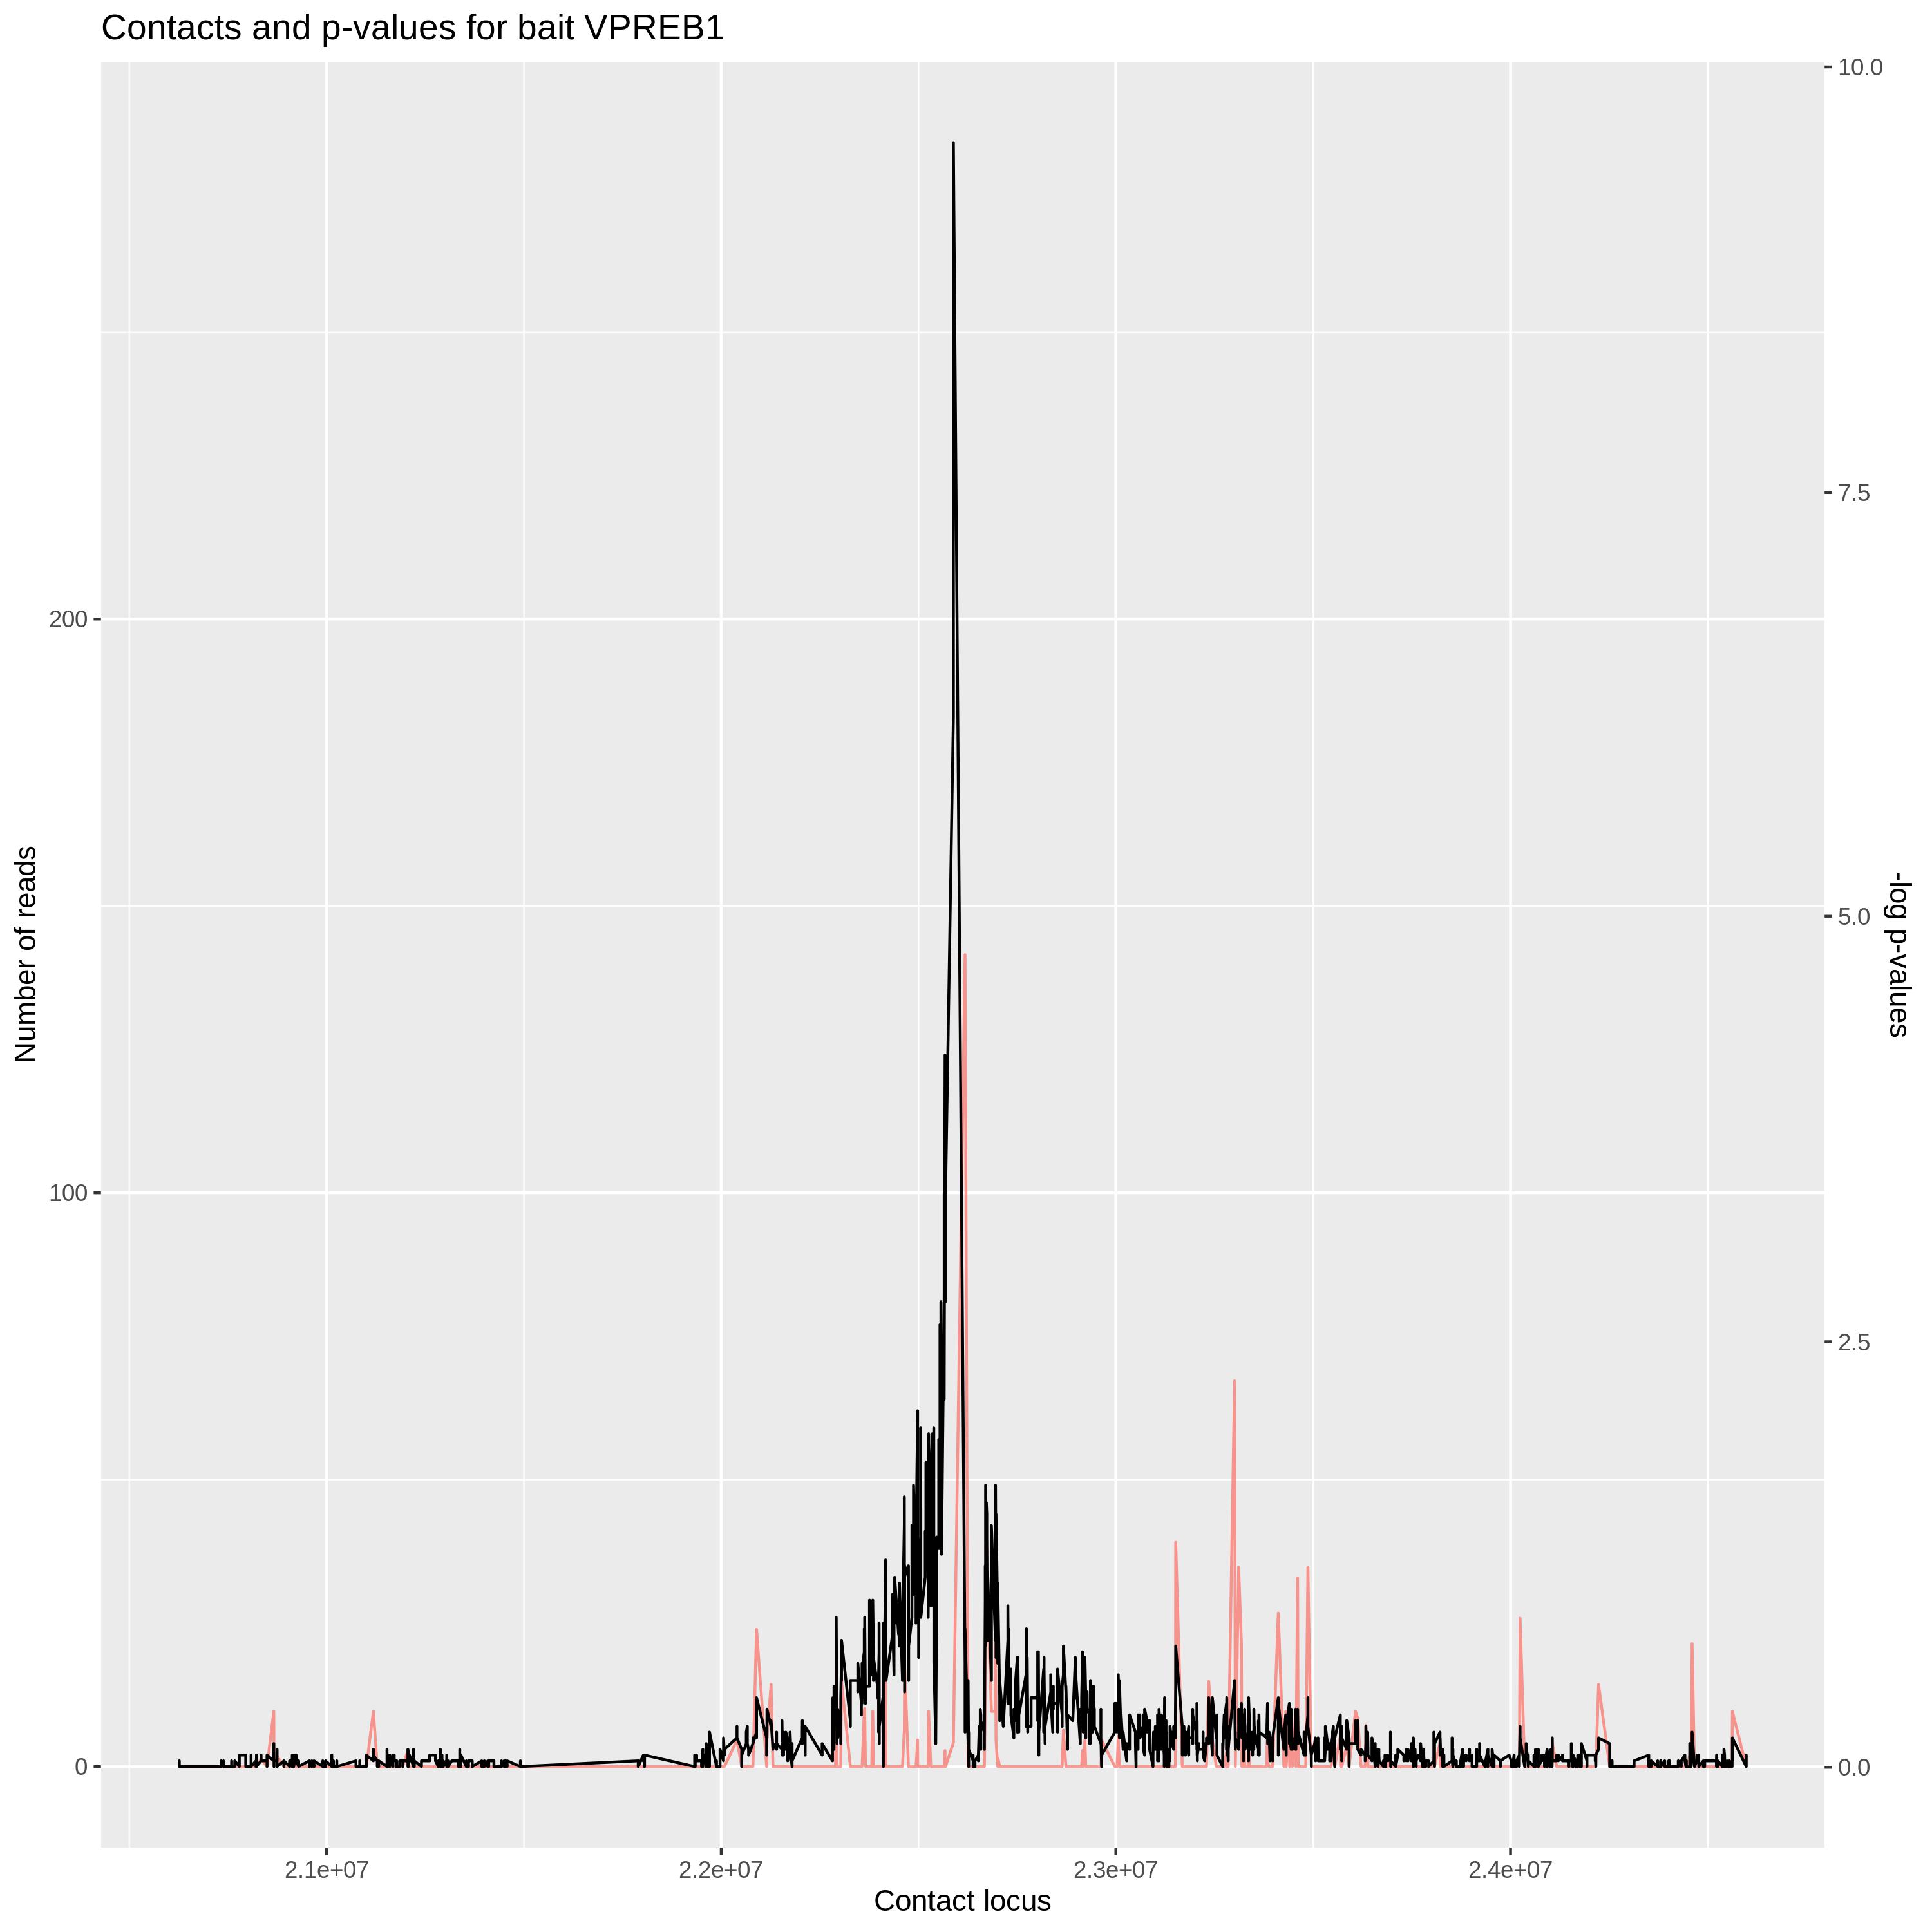 Contacts and p-values for bait VPREB1
10.0
7.5
200
5.0
Number of reads
-log p-values
2.5
100
0
0.0
2.1e+07 2.2e+07 2.3e+07 2.4e+07
Contact locus